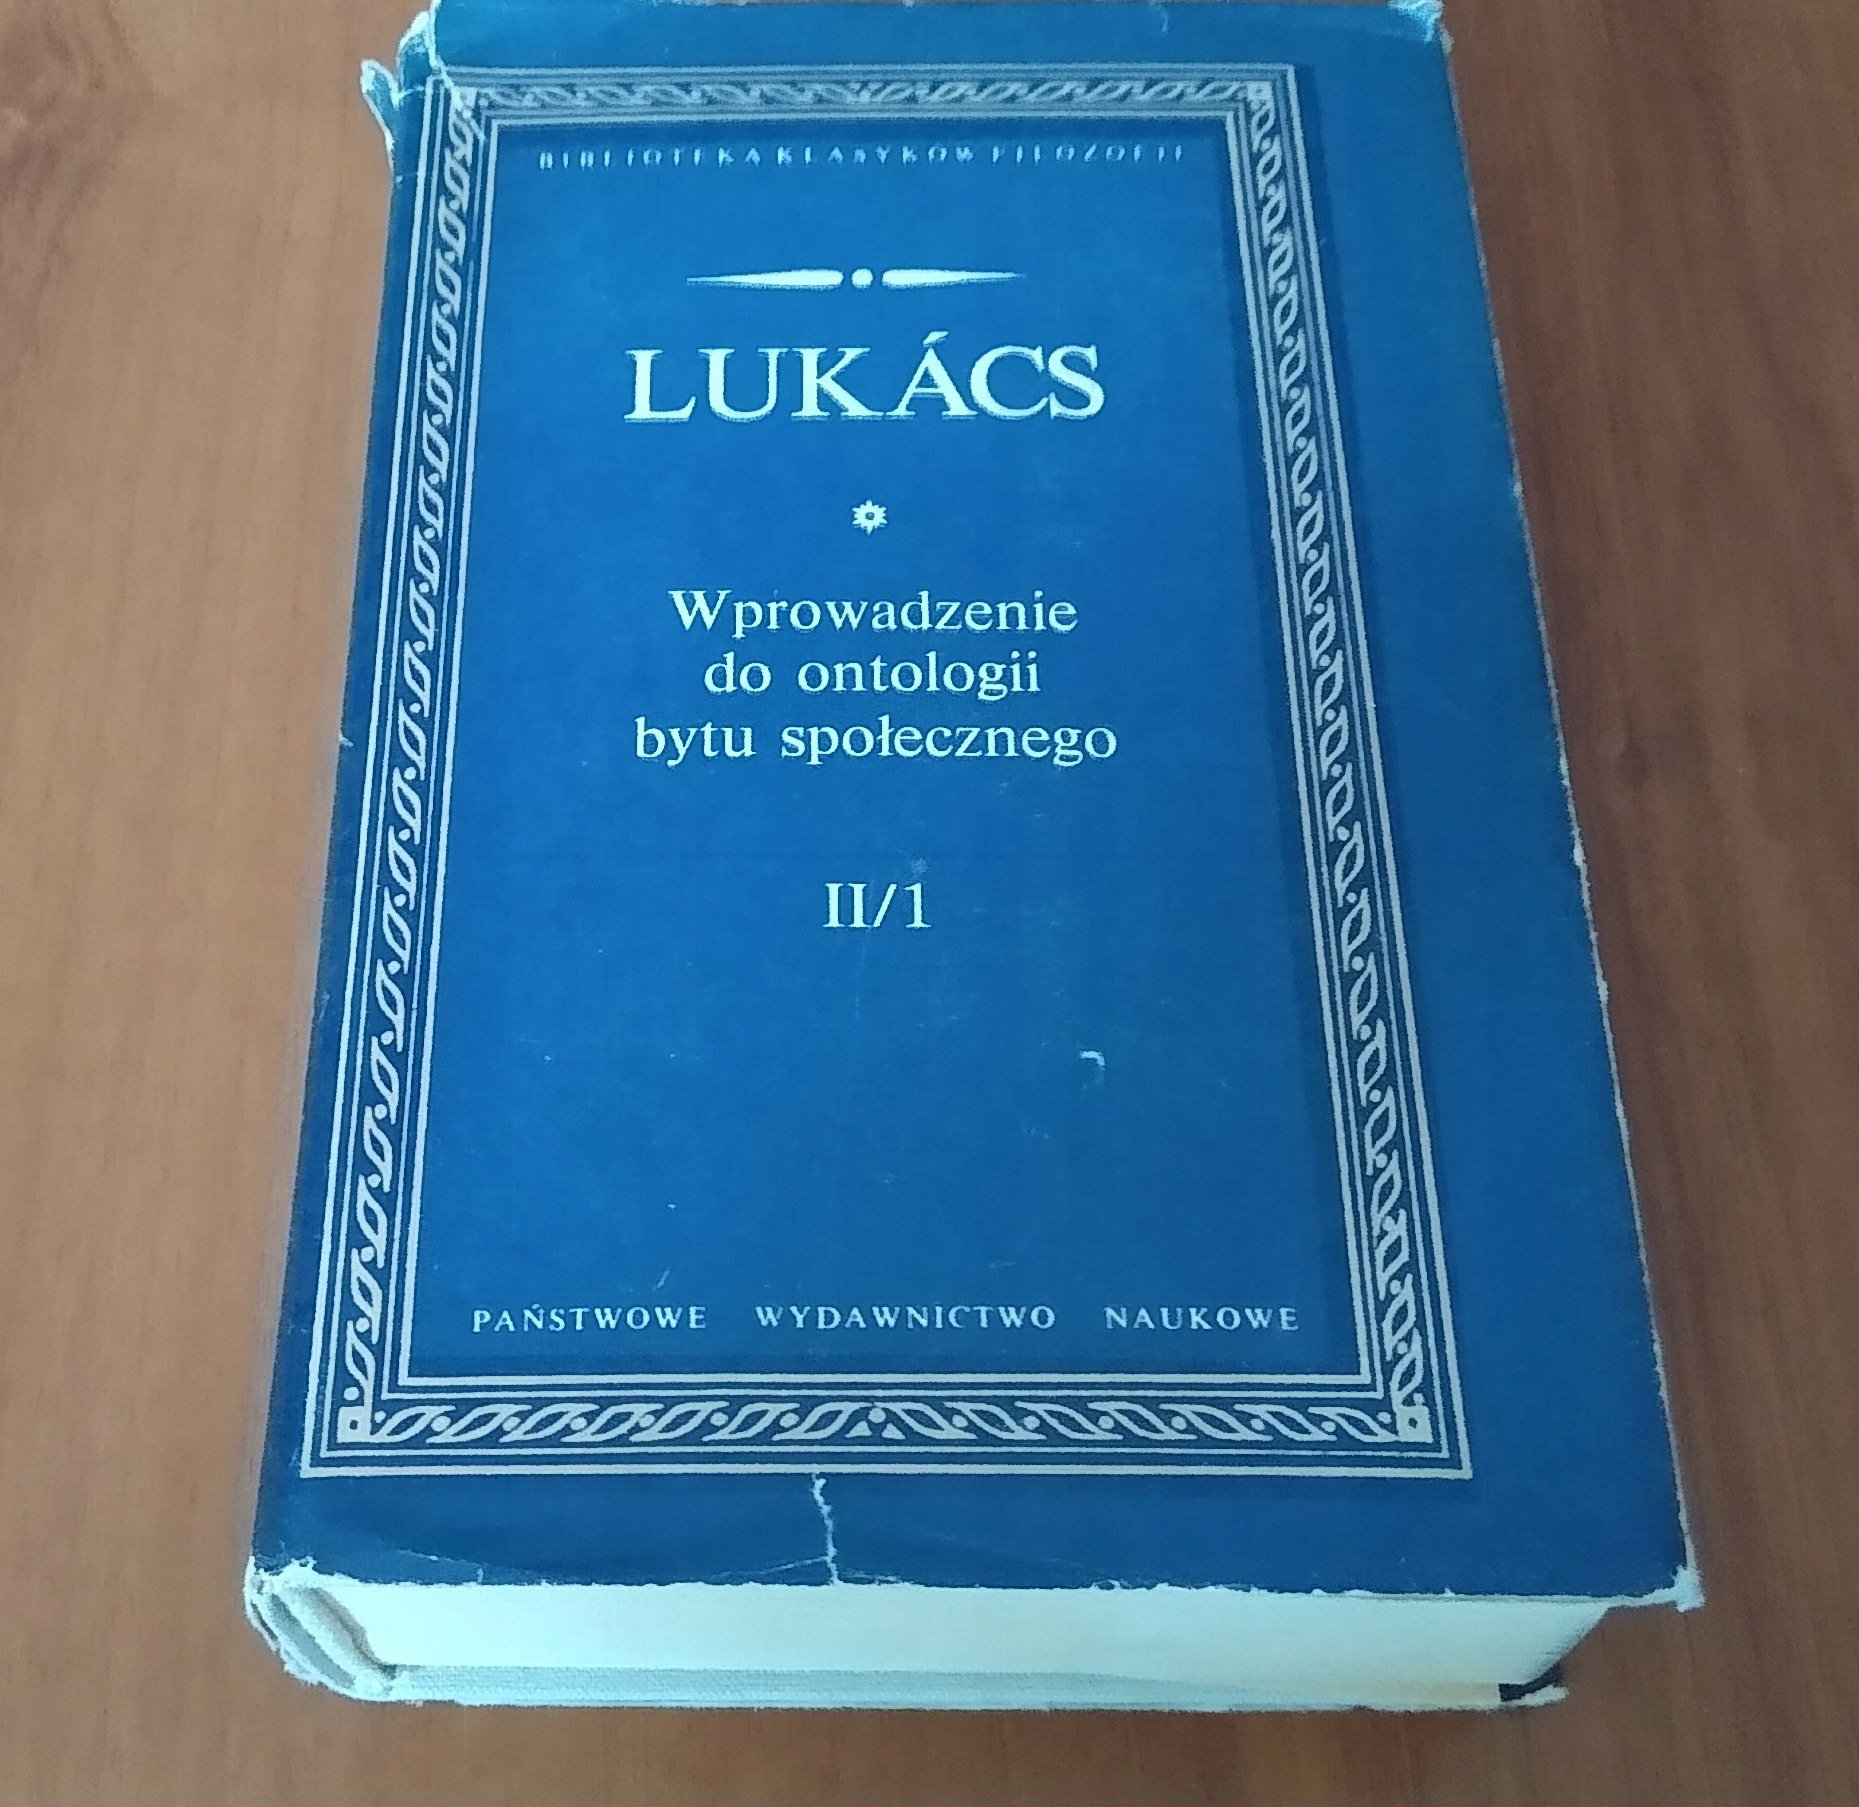 BIBLIOTEKA KLASYKÓW FILOZOFII
LUKÁCS
Wprowadzenie
do ontologii
bytu społecznego
II/1
PAŃSTWOWE WYDAWNICTWO NAUKOWE